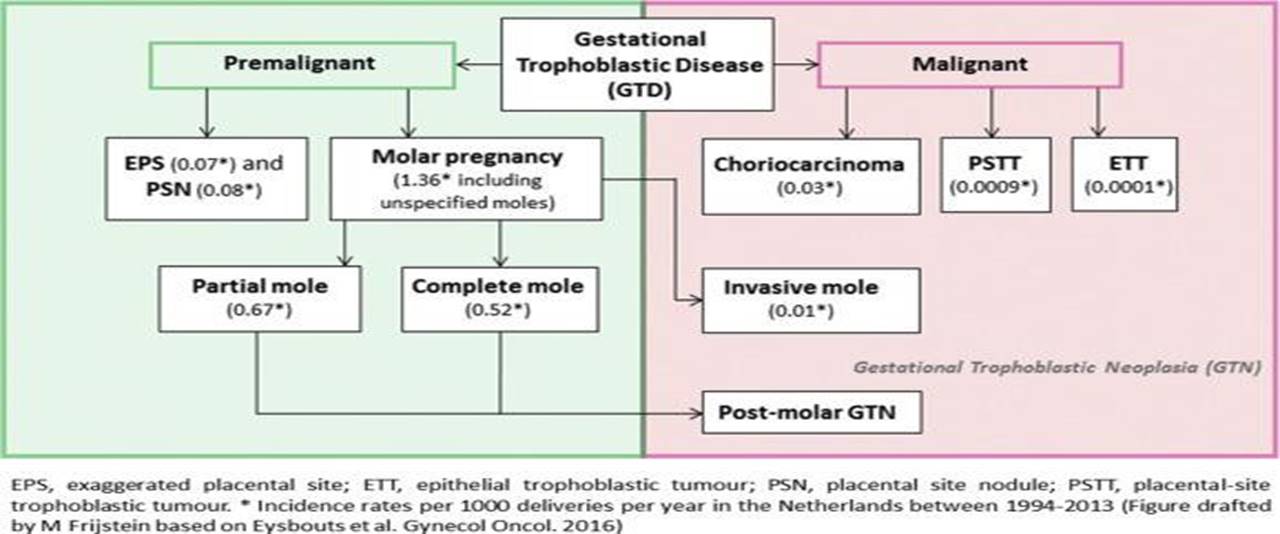 Gestational
Trophoblastic Disease
(GTD)
Premalignant
Malignant
EPS (0.07*) and
PSN (0.08*)
Molar pregnancy
(1.36* including
unspecified moles)
Choriocarcinoma
(0.03*)
PSTT
(0.0009*)
ETT
(0.0001*)
Partial mole
(0.67*)
Complete mole
(0.52*)
Invasive mole
(0.01*)
Gestational Trophoblastic Neoplasia (GTN)
Post-molar GTN
EPS, exaggerated placental site; ETT, epithelial trophoblastic tumour; PSN, placental site nodule; PSTT, placental-site
trophoblastic tumour. * Incidence rates per 1000 deliveries per year in the Netherlands between 1994-2013 (Figure drafted
by M Frijstein based on Eysbouts et al. Gynecol Oncol. 2016)